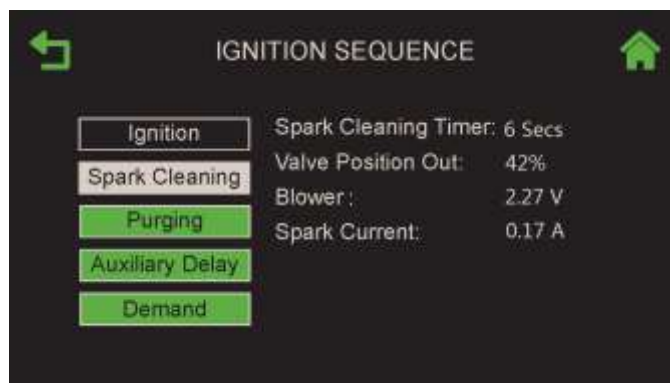 IGNITION SEQUENCE
Ignition
Spark Cleaning
Purging
Auxiliary Delay
Demand
Spark Cleaning Timer: 6 Secs
Valve Position Out: 42%
Blower : 2.27 V
Spark Current: 0.17 A